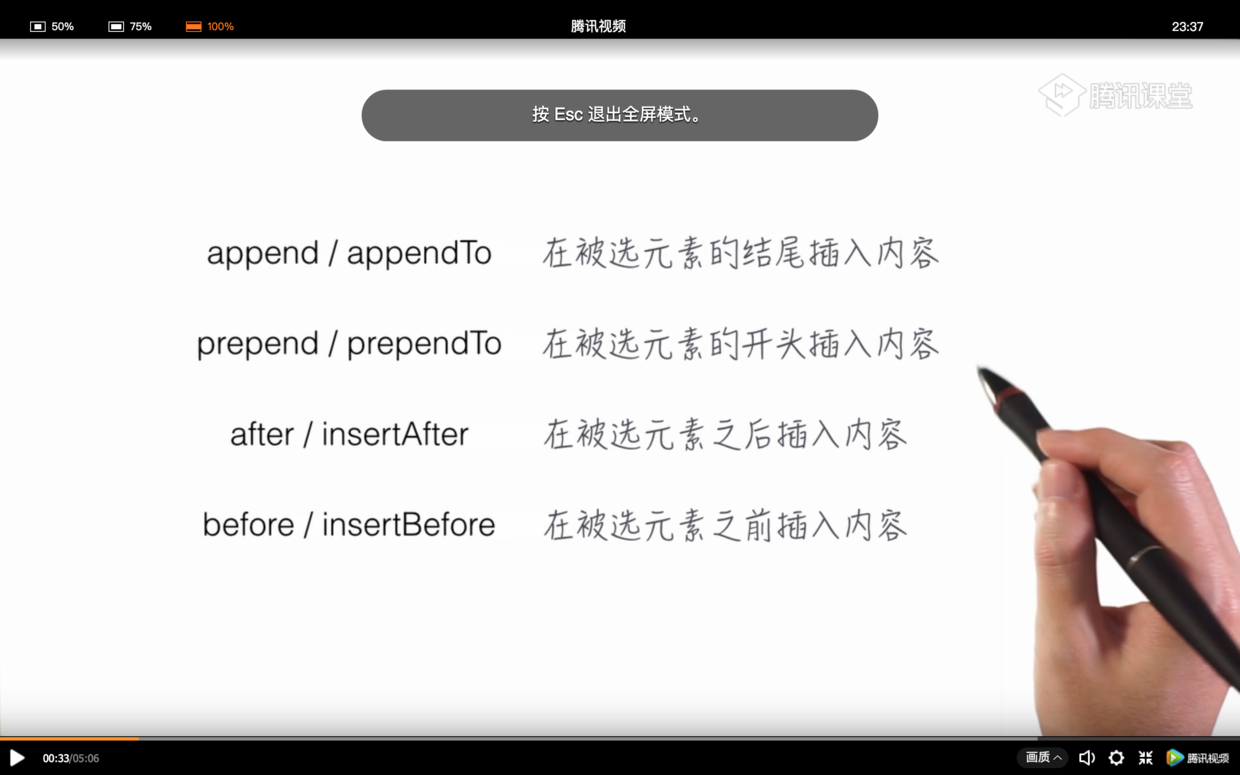 50% 75% 100% 腾讯视频 23:37
腾讯课堂
按 Esc 退出全屏模式。
append / appendTo 在被选元素的结尾插入内容
prepend / prependTo 在被选元素的开头插入内容
after / insertAfter 在被选元素之后插入内容
before / insertBefore 在被选元素之前插入内容
00:33/05:06 画质 腾讯视频